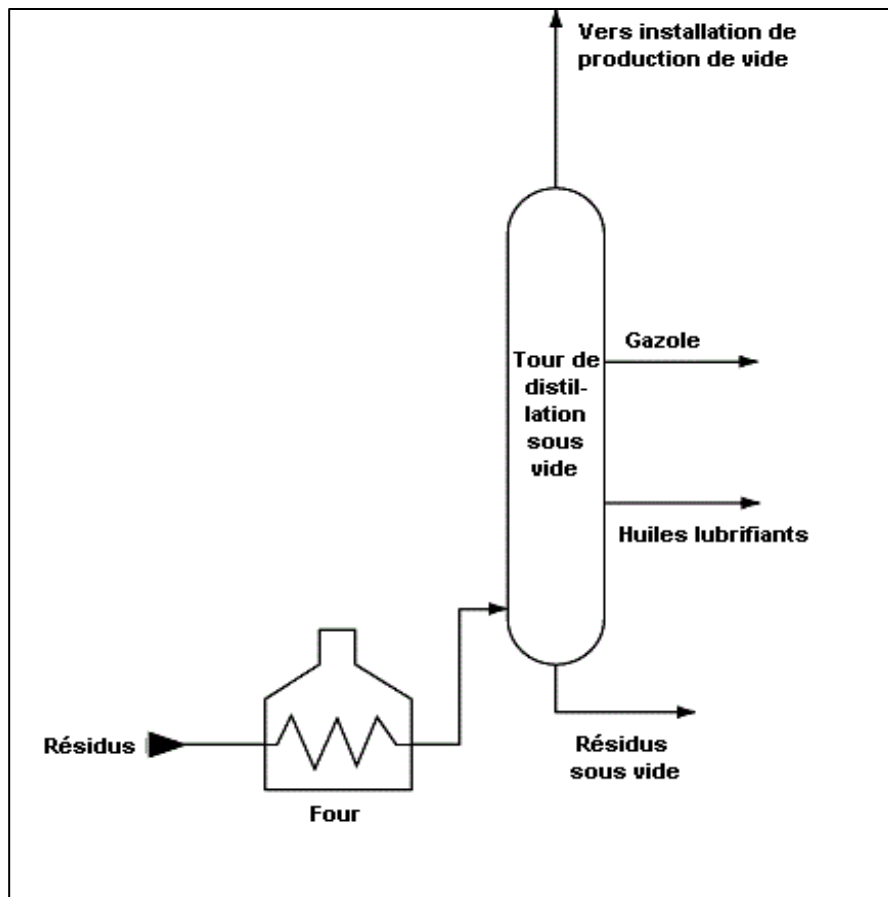 Vers installation de
production de vide
Gazole
Tour de
distil-
lation
sous
vide
Huiles lubrifiants
Résidus
Résidus
sous vide
Four